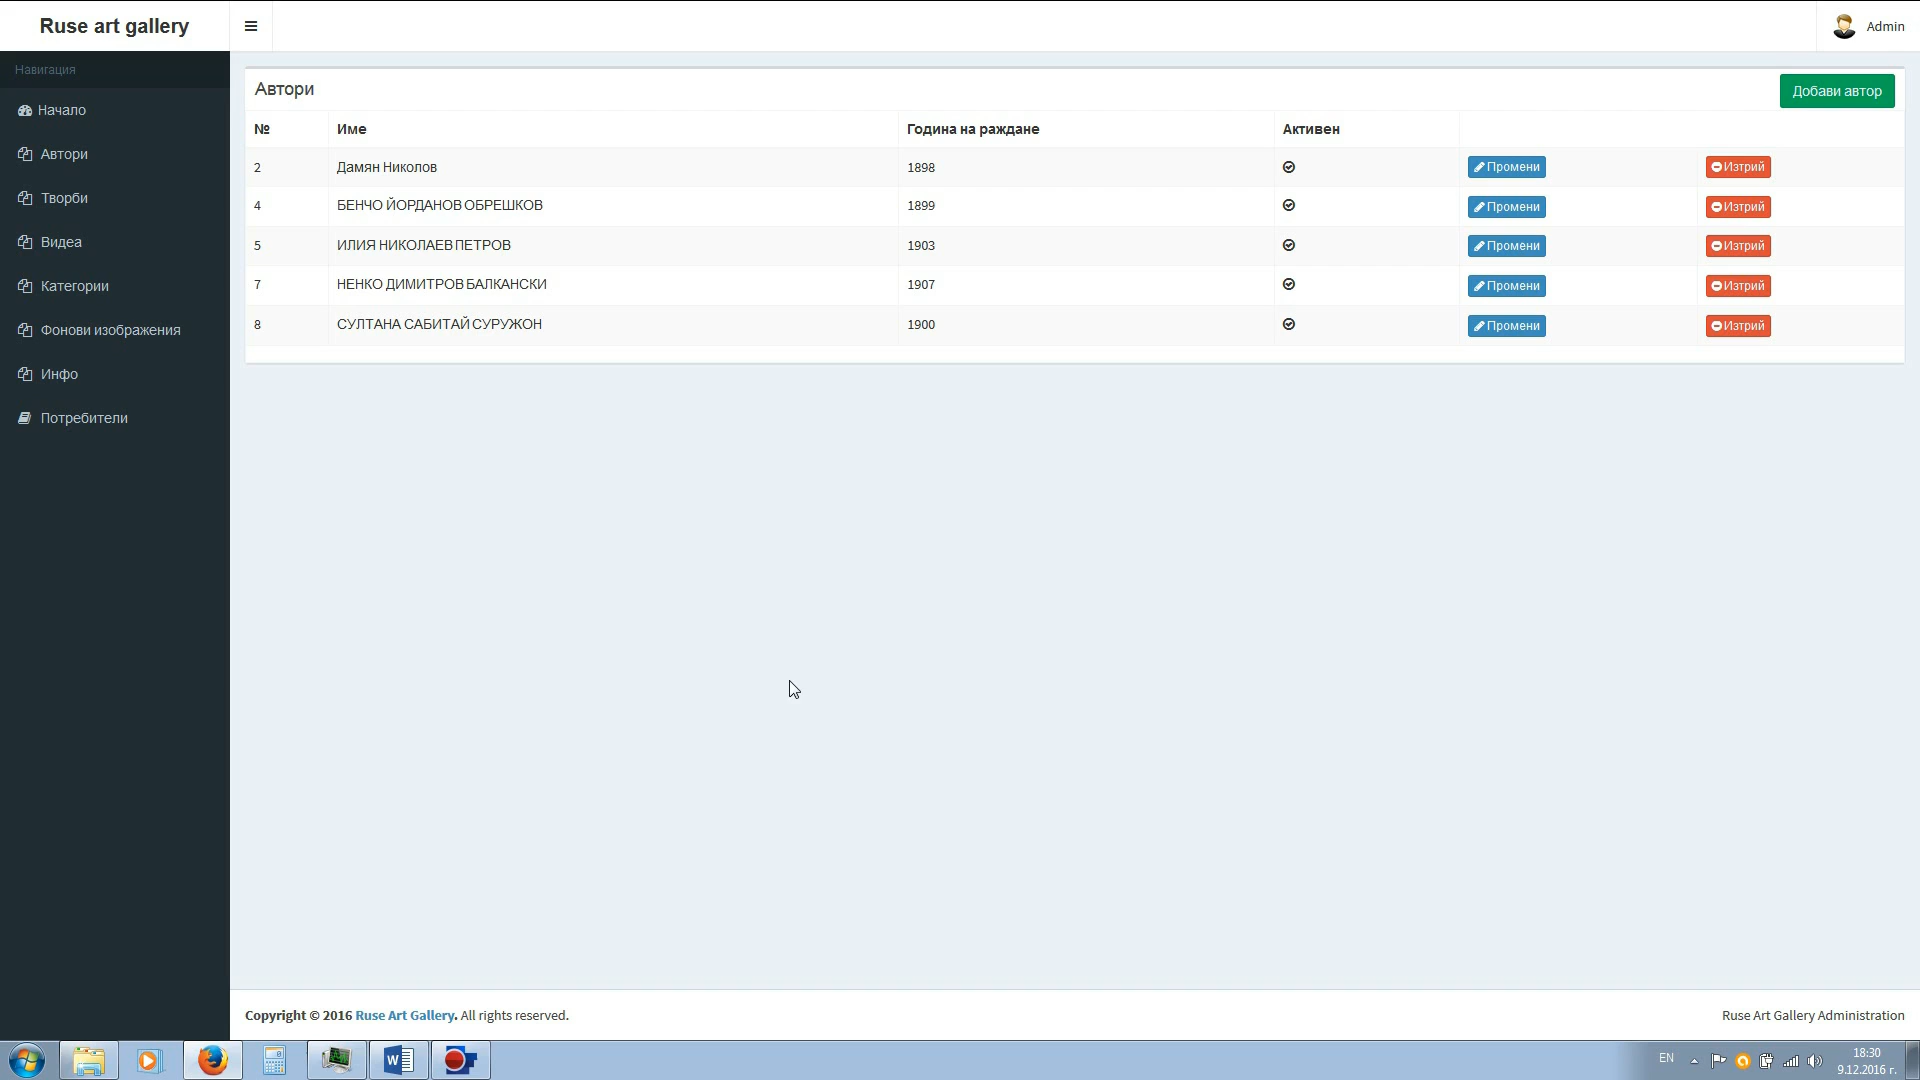 Ruse art gallery
Admin
Навигация
Начало
Автори
Творби
Видеа
Категории
Фонови изображения
Инфо
Потребители
Автори
Добави автор
№ Име Година на раждане Активен
2 Дамян Николов 1898 Промени Изтрий
4 БЕНЧО ЙОРДАНОВ ОБРЕШКОВ 1899 Промени Изтрий
5 ИЛИЯ НИКОЛАЕВ ПЕТРОВ 1903 Промени Изтрий
7 НЕНКО ДИМИТРОВ БАЛКАНСКИ 1907 Промени Изтрий
8 СУЛТАНА САБИТАЙ СУРУЖОН 1900 Промени Изтрий
Copyright © 2016 Ruse Art Gallery. All rights reserved.
Ruse Art Gallery Administration
EN
18:30
9.12.2016 г.